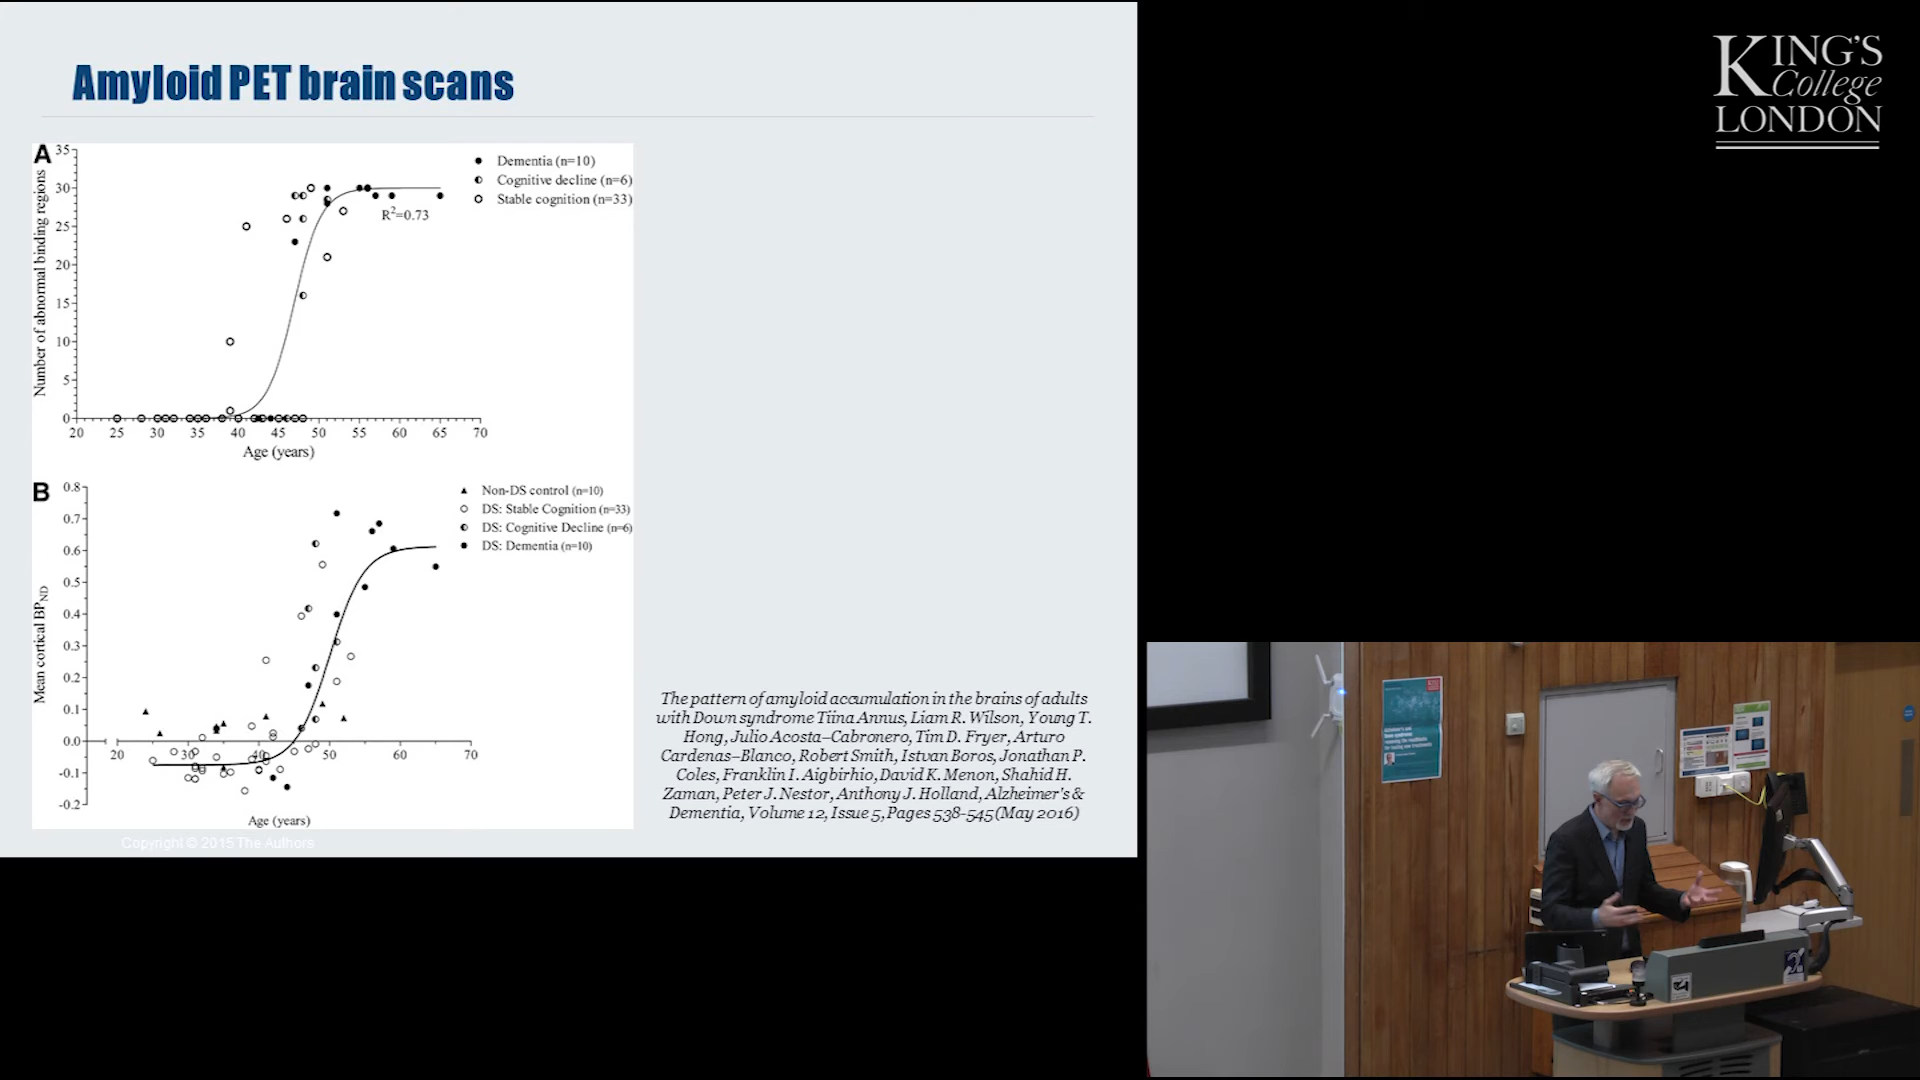 Amyloid PET brain scans
A
35
30
25
20
15
10
5
0
Number of abnormal binding regions
Dementia (n=10)
Cognitive decline (n=6)
Stable cognition (n=33)
R²=0.73
20 25 30 35 40 45 50 55 60 65 70
Age (years)
B
0.8
0.7
0.6
0.5
0.4
0.3
0.2
0.1
0.0
-0.1
-0.2
Mean cortical BPND
Non-DS control (n=10)
DS: Stable Cognition (n=33)
DS: Cognitive Decline (n=6)
DS: Dementia (n=10)
20 30 40 50 60 70
Age (years)
Copyright © 2015 The Authors
The pattern of amyloid accumulation in the brains of adults
with Down syndrome Tiina Annus, Liam R. Wilson, Young T.
Hong, Julio Acosta–Cabronero, Tim D. Fryer, Arturo
Cardenas–Blanco, Robert Smith, Istvan Boros, Jonathan P.
Coles, Franklin I. Aigbirhio, David K. Menon, Shahid H.
Zaman, Peter J. Nestor, Anthony J. Holland, Alzheimer's &
Dementia, Volume 12, Issue 5, Pages 538-545 (May 2016)
KING'S
College
LONDON